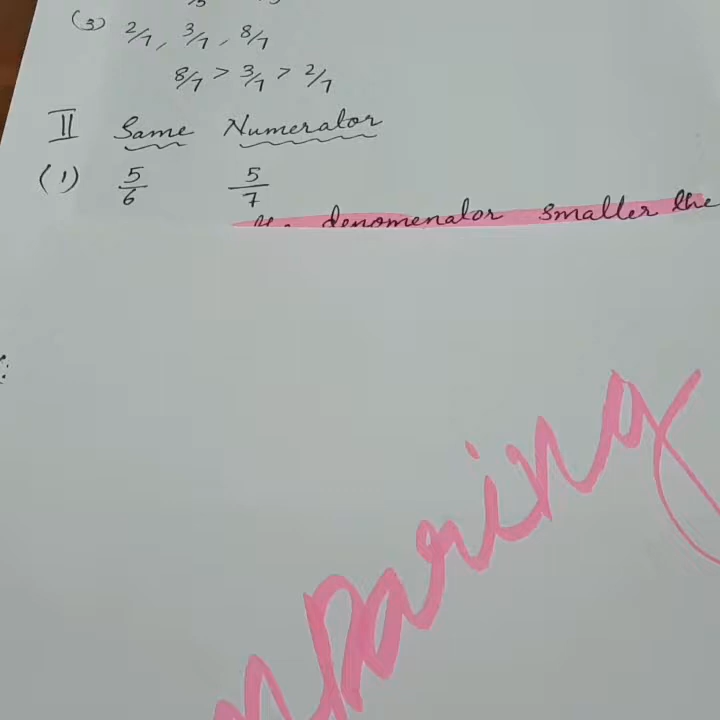 (3) 2/7, 3/7, 8/7
8/7 > 3/7 > 2/7
II Same Numerator
(1) 5/6 5/7
denomenator smaller the
mparing